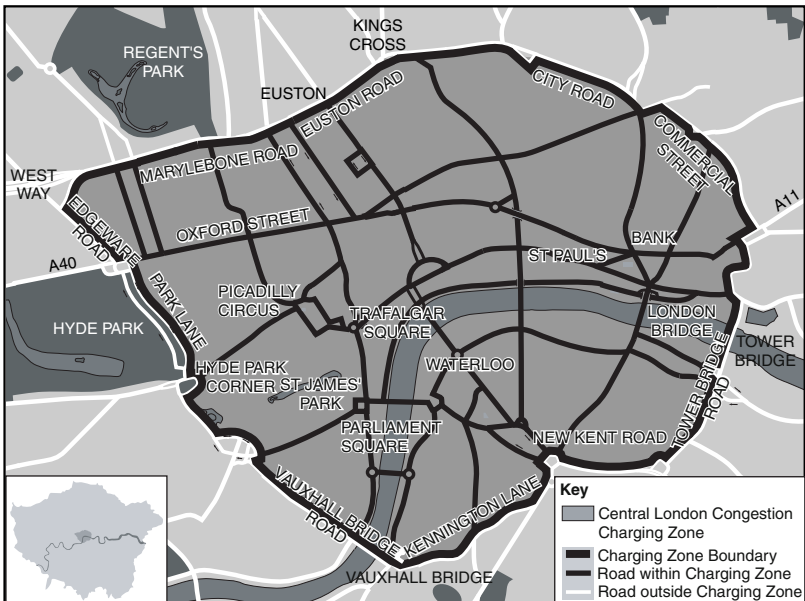 KINGS
CROSS
REGENT'S
PARK
EUSTON
EUSTON ROAD
CITY ROAD
COMMERCIAL
STREET
MARYLEBONE ROAD
WEST
WAY
EDGEWARE
ROAD
OXFORD STREET
A11
A40
BANK
ST PAUL'S
PARK LANE
PICADILLY
CIRCUS
HYDE PARK
TRAFALGAR
SQUARE
LONDON
BRIDGE
TOWER
BRIDGE
WATERLOO
HYDE PARK
CORNER
ST JAMES'
PARK
TOWER BRIDGE
ROAD
PARLIAMENT
SQUARE
NEW KENT ROAD
VAUXHALL BRIDGE
ROAD
KENNINGTON LANE
VAUXHALL BRIDGE
Key
Central London Congestion
Charging Zone
Charging Zone Boundary
Road within Charging Zone
Road outside Charging Zone